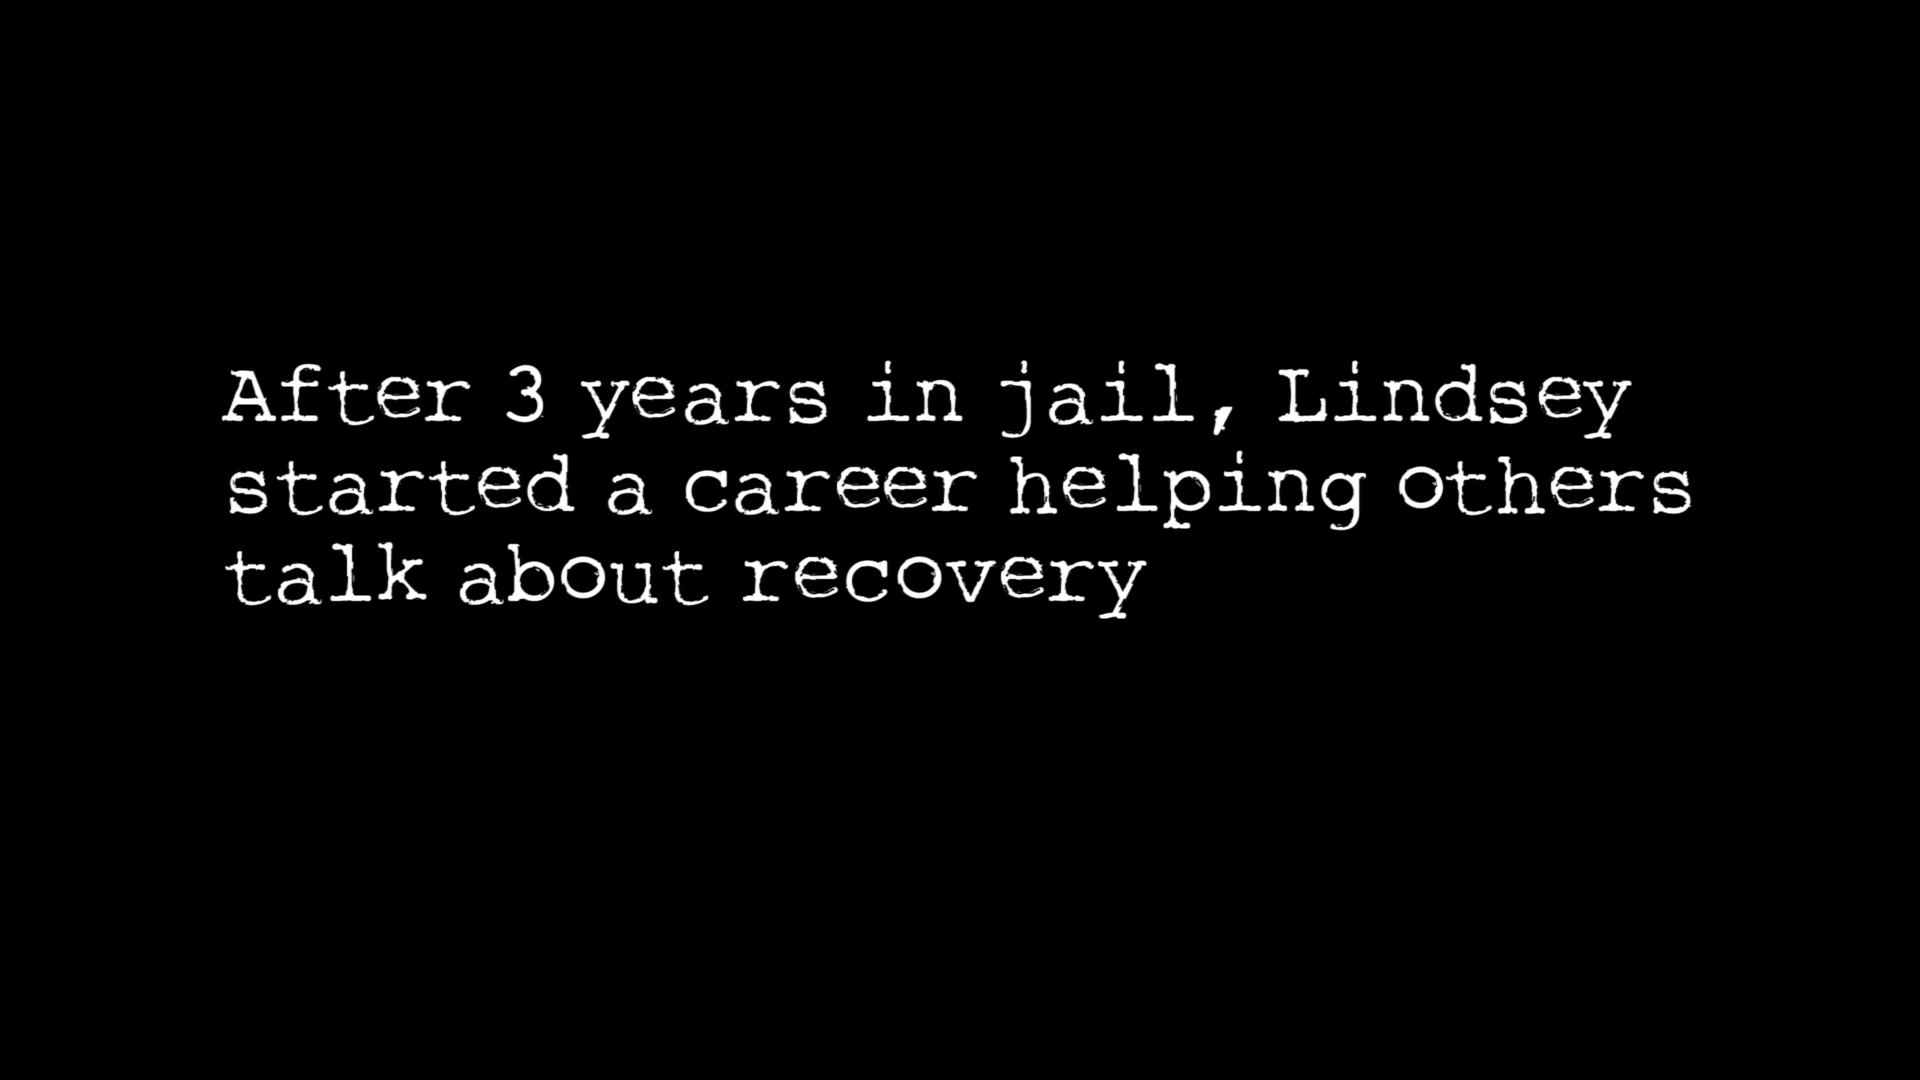 After 3 years in jail, Lindsey
started a career helping others
talk about recovery